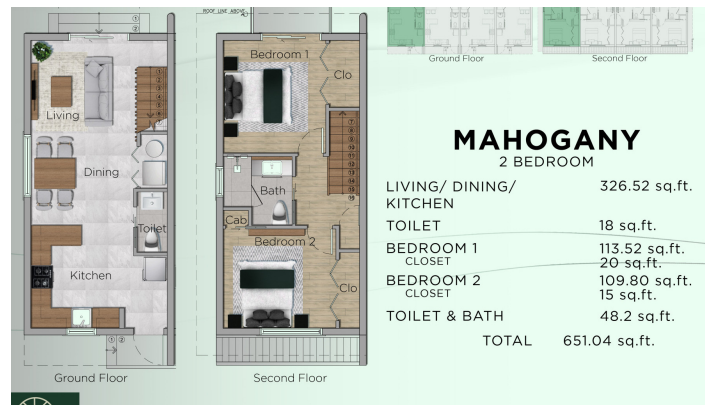 ROOF LINE ABOVE
Bedroom 1
Clo
Living
Dining
Bath
Toilet
Cab
Bedroom 2
Kitchen
Clo
Ground Floor
Second Floor
Ground Floor
Second Floor
MAHOGANY
2 BEDROOM
LIVING/ DINING/ 326.52 sq.ft.
KITCHEN
TOILET 18 sq.ft.
BEDROOM 1 113.52 sq.ft.
CLOSET 20 sq.ft.
BEDROOM 2 109.80 sq.ft.
CLOSET 15 sq.ft.
TOILET & BATH 48.2 sq.ft.
TOTAL 651.04 sq.ft.